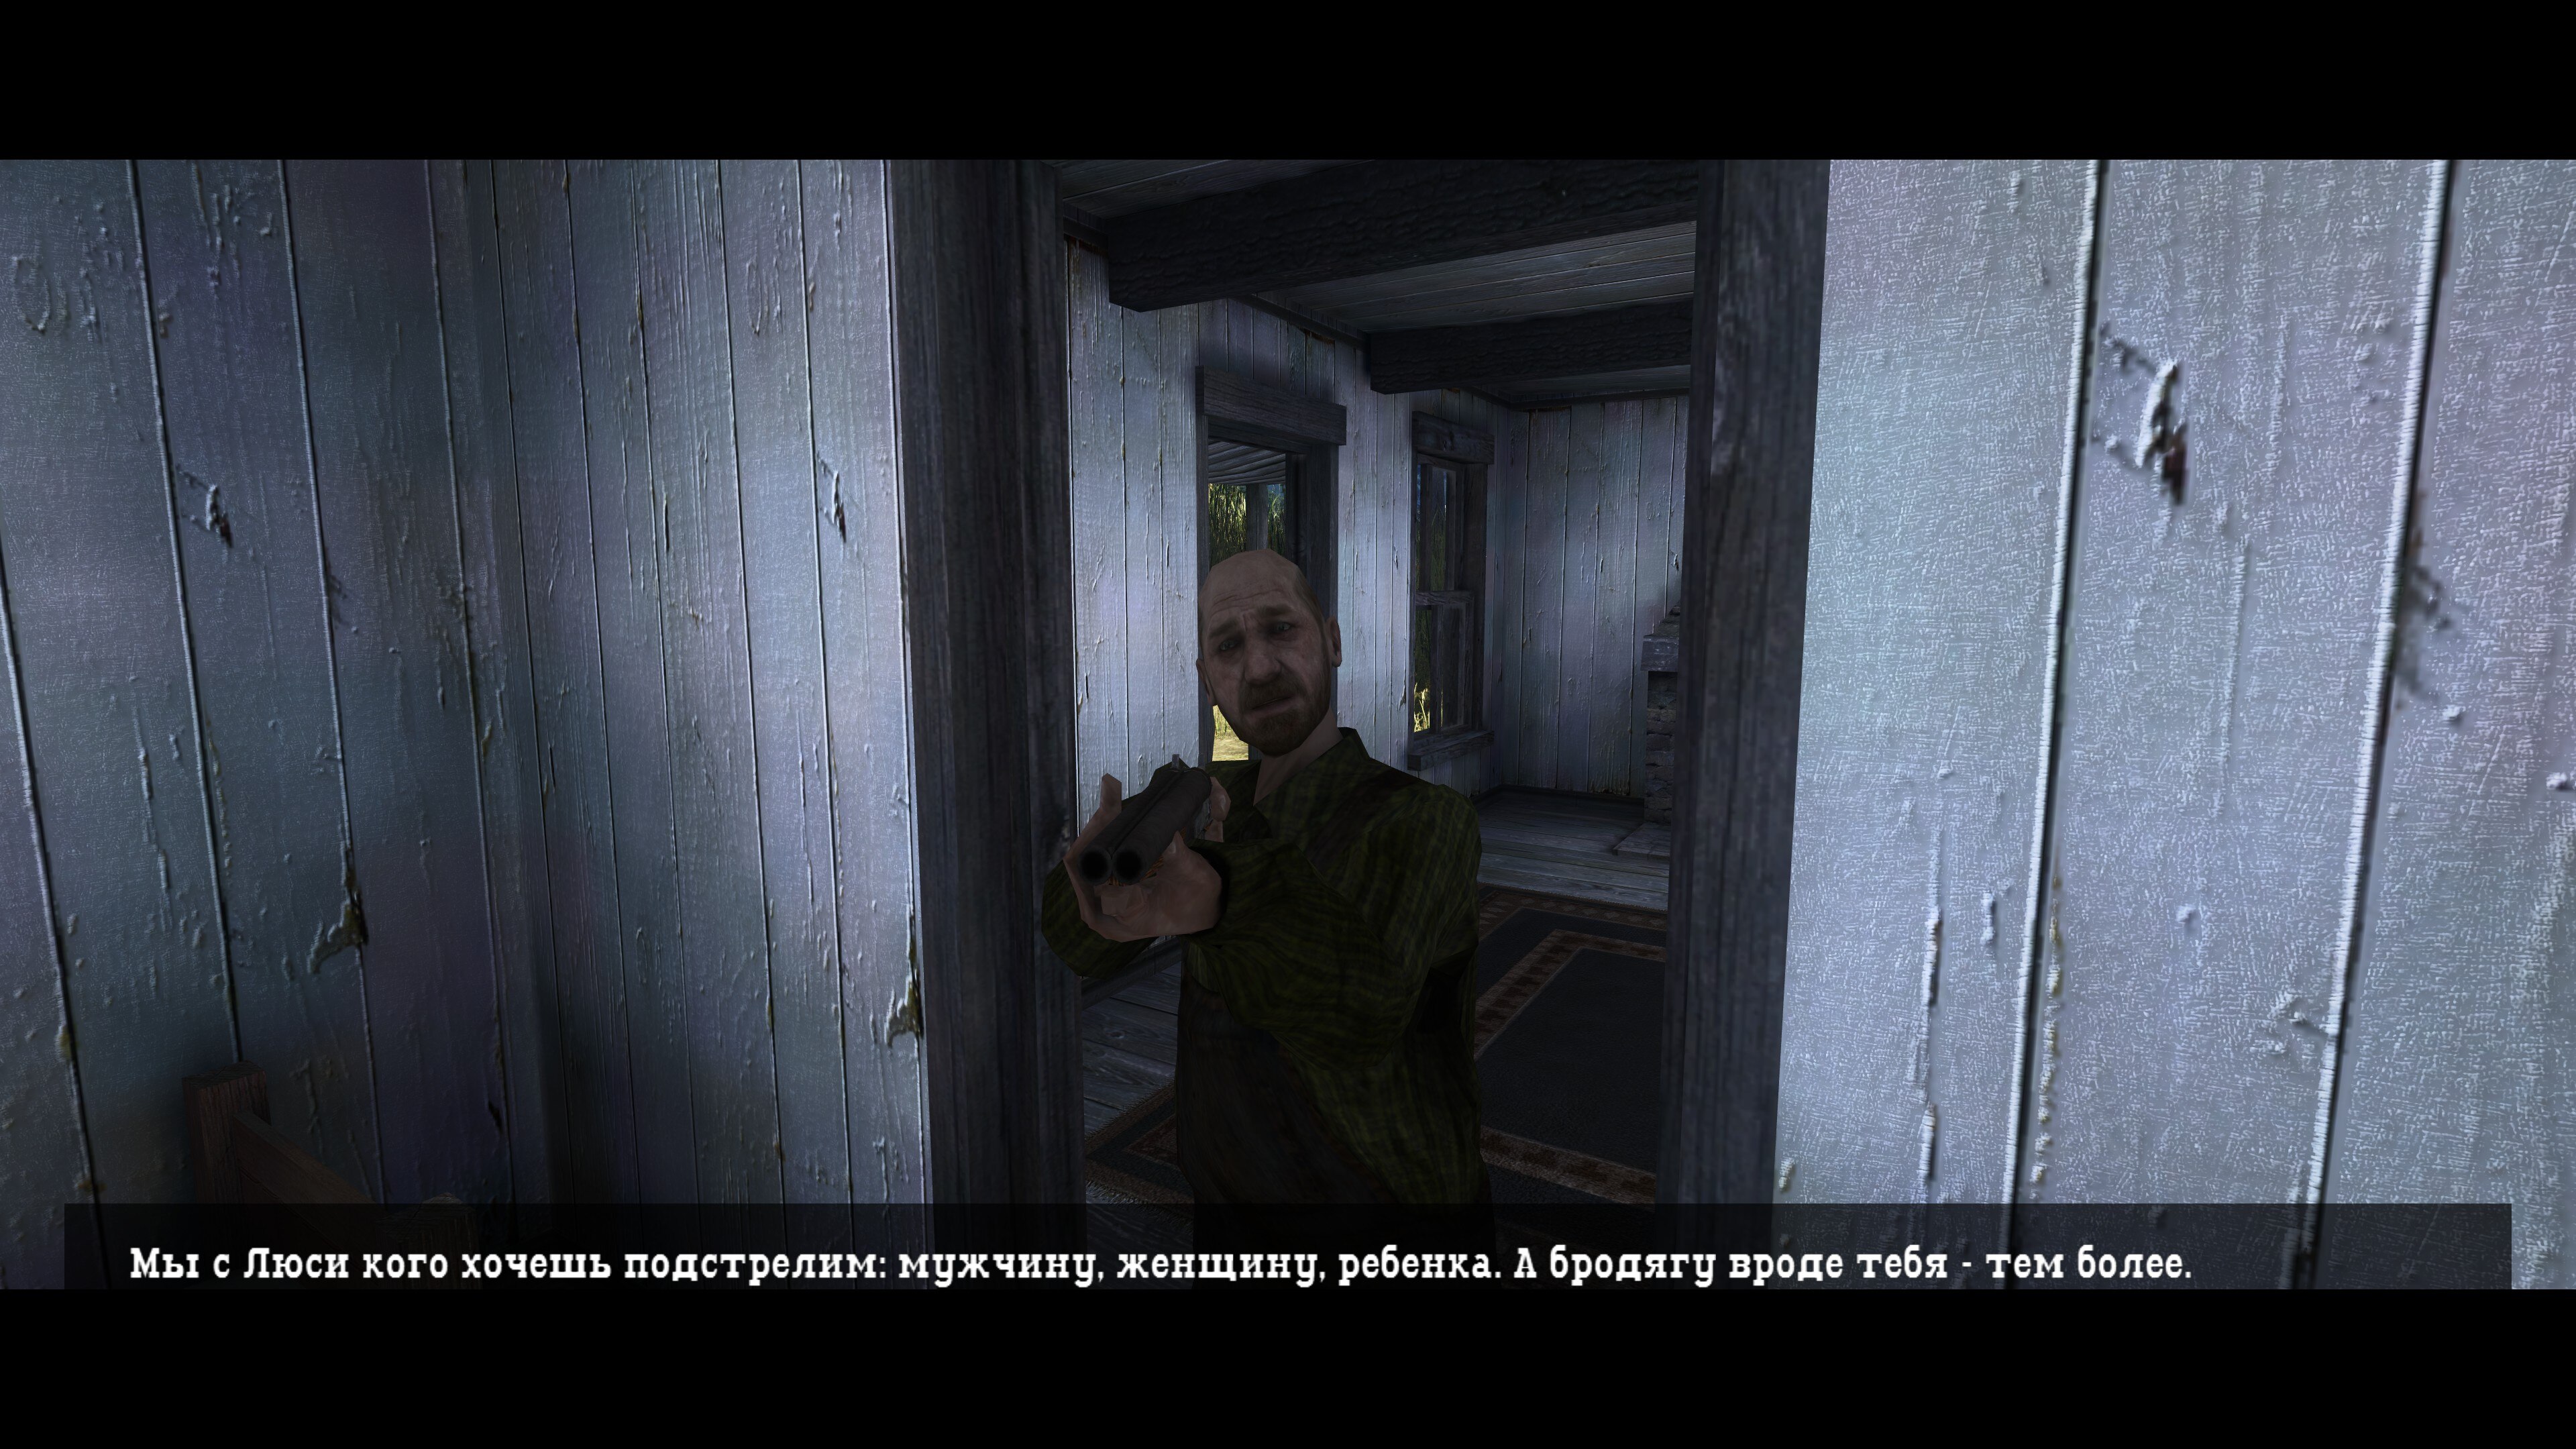 Мы с Люси кого хочешь подстрелим: мужчину, женщину, ребенка. А бродягу вроде тебя - тем более.